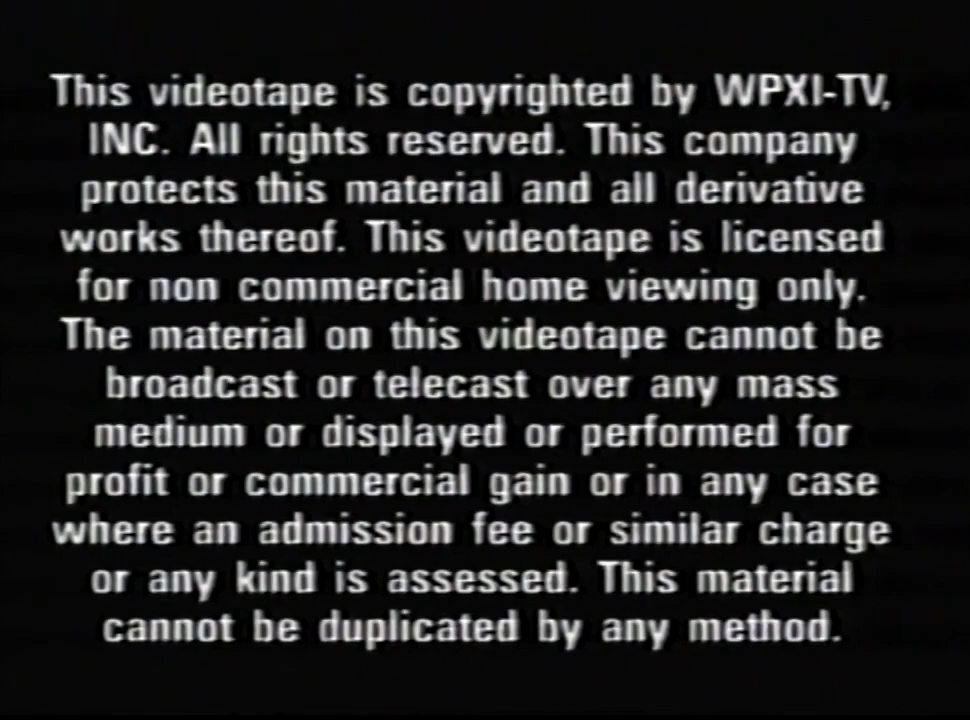 This videotape is copyrighted by WPXI-TV,
INC. All rights reserved. This company
protects this material and all derivative
works thereof. This videotape is licensed
for non commercial home viewing only.
The material on this videotape cannot be
broadcast or telecast over any mass
medium or displayed or performed for
profit or commercial gain or in any case
where an admission fee or similar charge
or any kind is assessed. This material
cannot be duplicated by any method.